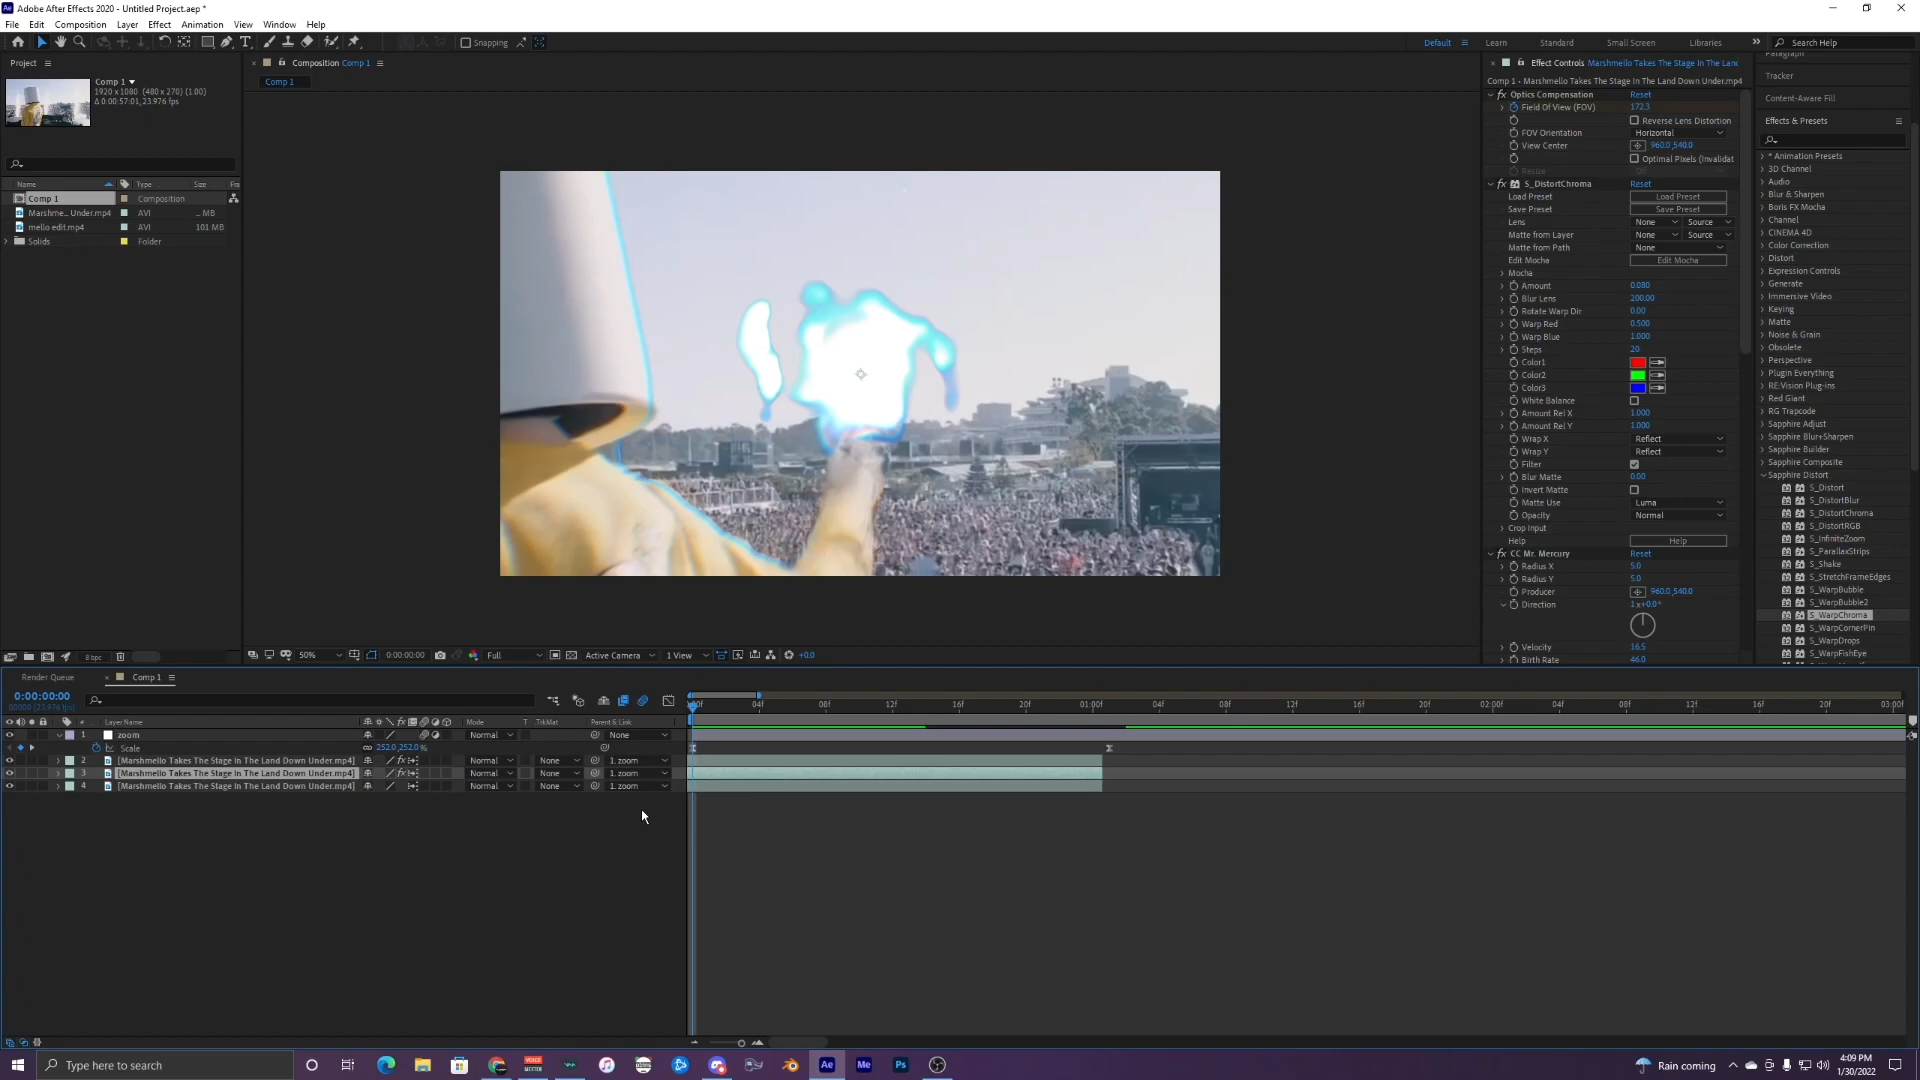 Adobe After Effects 2020 - Untitled Project.aep *
File Edit Composition Layer Effect Animation View Window Help
Snapping
Default Learn Standard Small Screen Libraries Search Help
Project
Comp 1
1920 x 1080 (480 x 270) (1.00)
Δ 0:00:57:01, 23.976 fps
Name Type Size Fra
Comp 1 Composition
Marshme... Under.mp4 AVI ... MB
mello edit.mp4 AVI 101 MB
Solids Folder
8 bpc
Composition Comp 1
Comp 1
50% 0:00:00:00 Full Active Camera 1 View +0.0
Effect Controls Marshmello Takes The Stage In The Lan
Comp 1 • Marshmello Takes The Stage In The Land Down Under.mp4
Optics Compensation Reset
Field Of View (FOV) 172.3
Reverse Lens Distortion
FOV Orientation Horizontal
View Center 960.0,540.0
Optimal Pixels (Invalidat
Resize Off
S_DistortChroma Reset
Load Preset Load Preset
Save Preset Save Preset
Lens None Source
Matte from Layer None Source
Matte from Path None
Edit Mocha Edit Mocha
Mocha
Amount 0.080
Blur Lens 200.00
Rotate Warp Dir 0.00
Warp Red 0.500
Warp Blue 1.000
Steps 20
Color1
Color2
Color3
White Balance
Amount Rel X 1.000
Amount Rel Y 1.000
Wrap X Reflect
Wrap Y Reflect
Filter
Blur Matte 0.00
Invert Matte
Matte Use Luma
Opacity Normal
Crop Input
Help Help
CC Mr. Mercury Reset
Radius X 5.0
Radius Y 5.0
Producer 960.0,540.0
Direction 1x+0.0°
Velocity 16.5
Birth Rate 46.0
Paragraph
Tracker
Content-Aware Fill
Effects & Presets
* Animation Presets
3D Channel
Audio
Blur & Sharpen
Boris FX Mocha
Channel
CINEMA 4D
Color Correction
Distort
Expression Controls
Generate
Immersive Video
Keying
Matte
Noise & Grain
Obsolete
Perspective
Plugin Everything
RE:Vision Plug-ins
Red Giant
RG Trapcode
Sapphire Adjust
Sapphire Blur+Sharpen
Sapphire Builder
Sapphire Composite
Sapphire Distort
S_Distort
S_DistortBlur
S_DistortChroma
S_DistortRGB
S_InfiniteZoom
S_ParallaxStrips
S_Shake
S_StretchFrameEdges
S_WarpBubble
S_WarpBubble2
S_WarpChroma
S_WarpCornerPin
S_WarpDrops
S_WarpFishEye
Render Queue Comp 1
0:00:00:00
00000 (23.976 fps)
04f 08f 12f 16f 20f 01:00f 04f 08f 12f 16f 20f 02:00f 04f 08f 12f 16f 20f 03:00f
# Layer Name Mode T .TrkMat Parent & Link
1 zoom Normal None
Scale 252.0,252.0 %
2 [Marshmello Takes The Stage In The Land Down Under.mp4] Normal None 1. zoom
3 [Marshmello Takes The Stage In The Land Down Under.mp4] Normal None 1. zoom
4 [Marshmello Takes The Stage In The Land Down Under.mp4] Normal None 1. zoom
Type here to search
Ae Me Ps
Rain coming
4:09 PM
1/30/2022